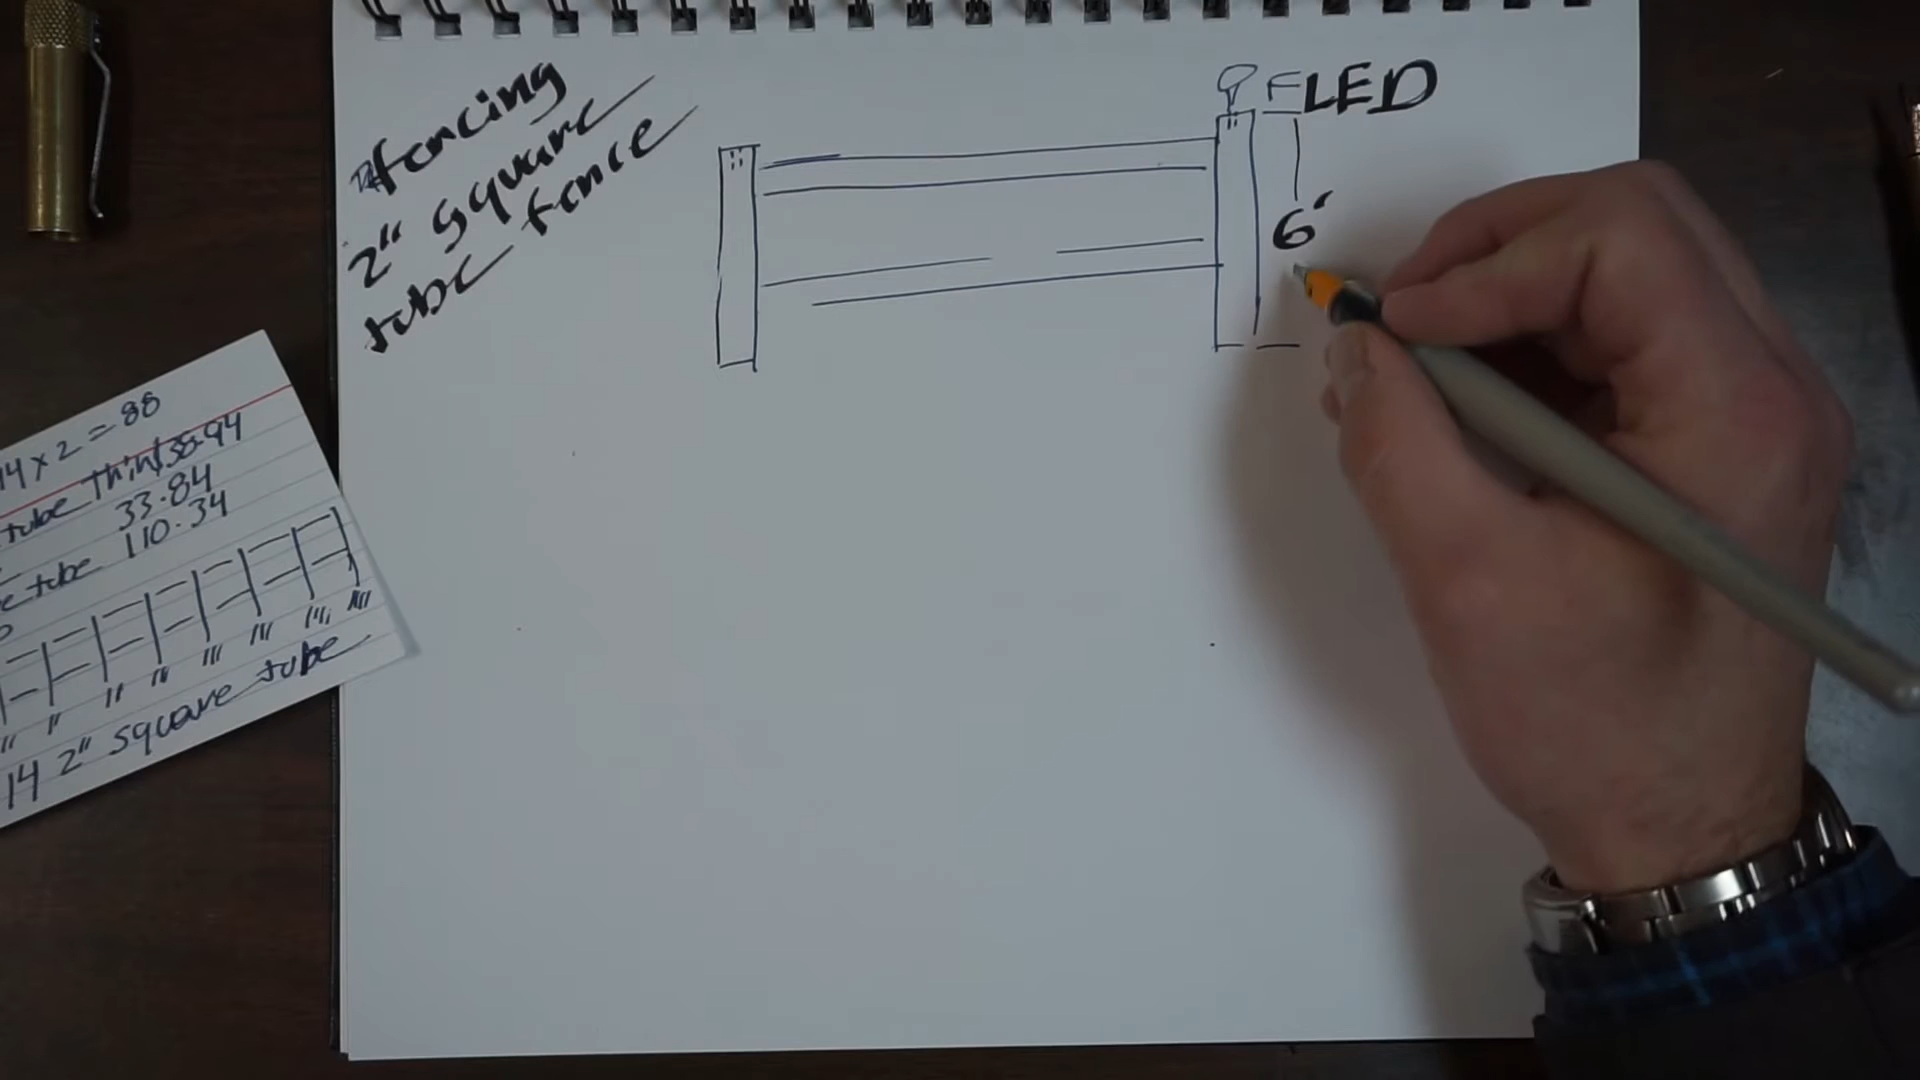 fencing
2" square
tube fence
LED
6'
14 x 2 = 88
tube Thin $38.94
33.84
tube 110.34
14 2" square tube